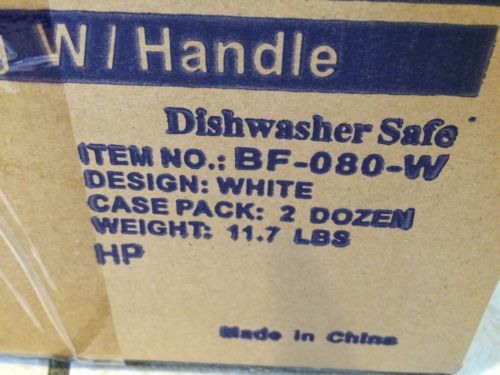 W/Handle
Dishwasher Safe
ITEM NO.: BF-080-W
DESIGN: WHITE
CASE PACK: 2 DOZEN
WEIGHT: 11.7 LBS
HP
Made in China